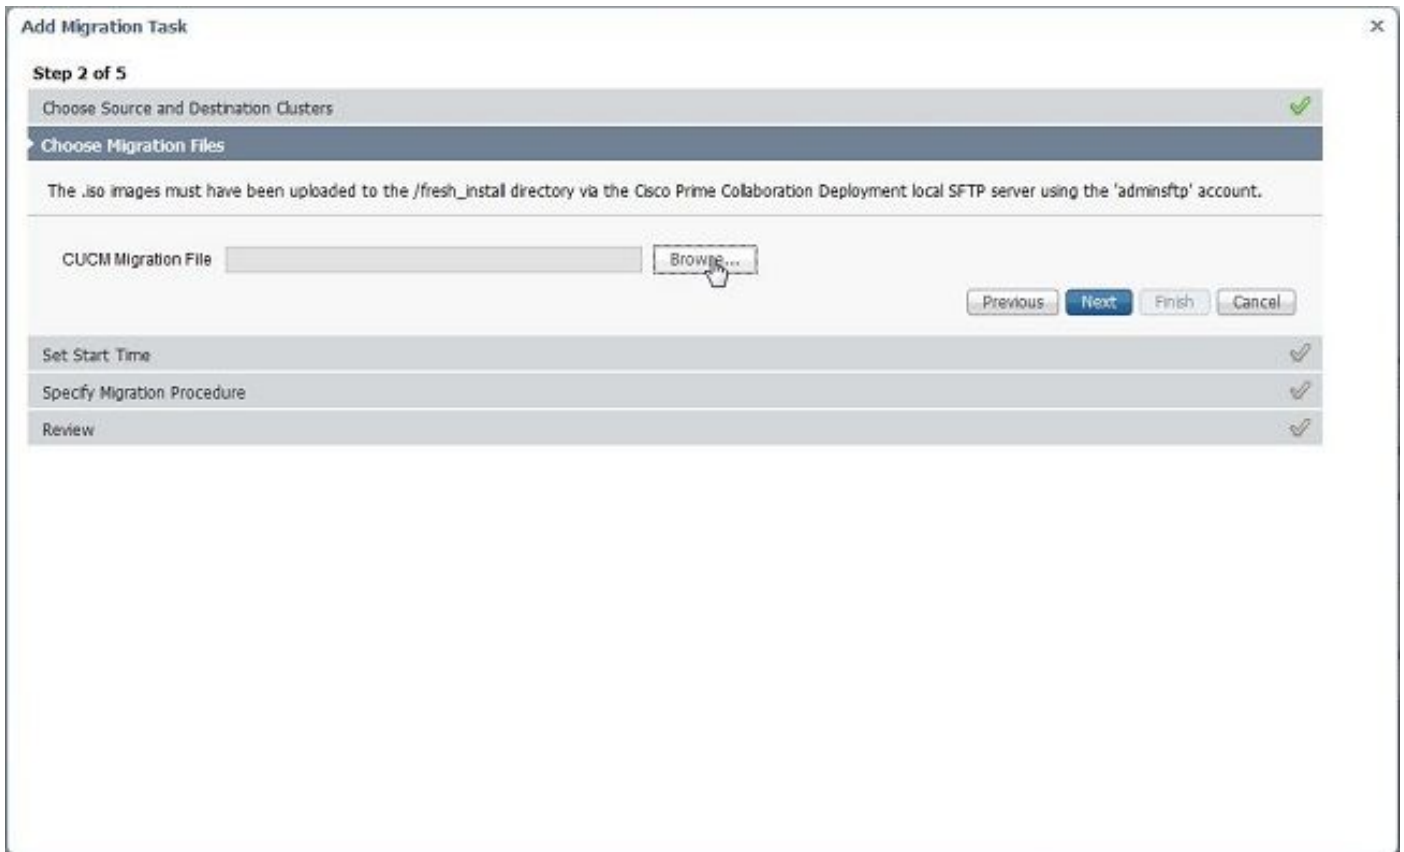 Add Migration Task
Step 2 of 5
Choose Source and Destination Clusters
Choose Migration Files
The .iso images must have been uploaded to the /fresh_install directory via the Cisco Prime Collaboration Deployment local SFTP server using the 'adminsftp' account.
CUCM Migration File
Browse...
Previous Next Finish Cancel
Set Start Time
Specify Migration Procedure
Review